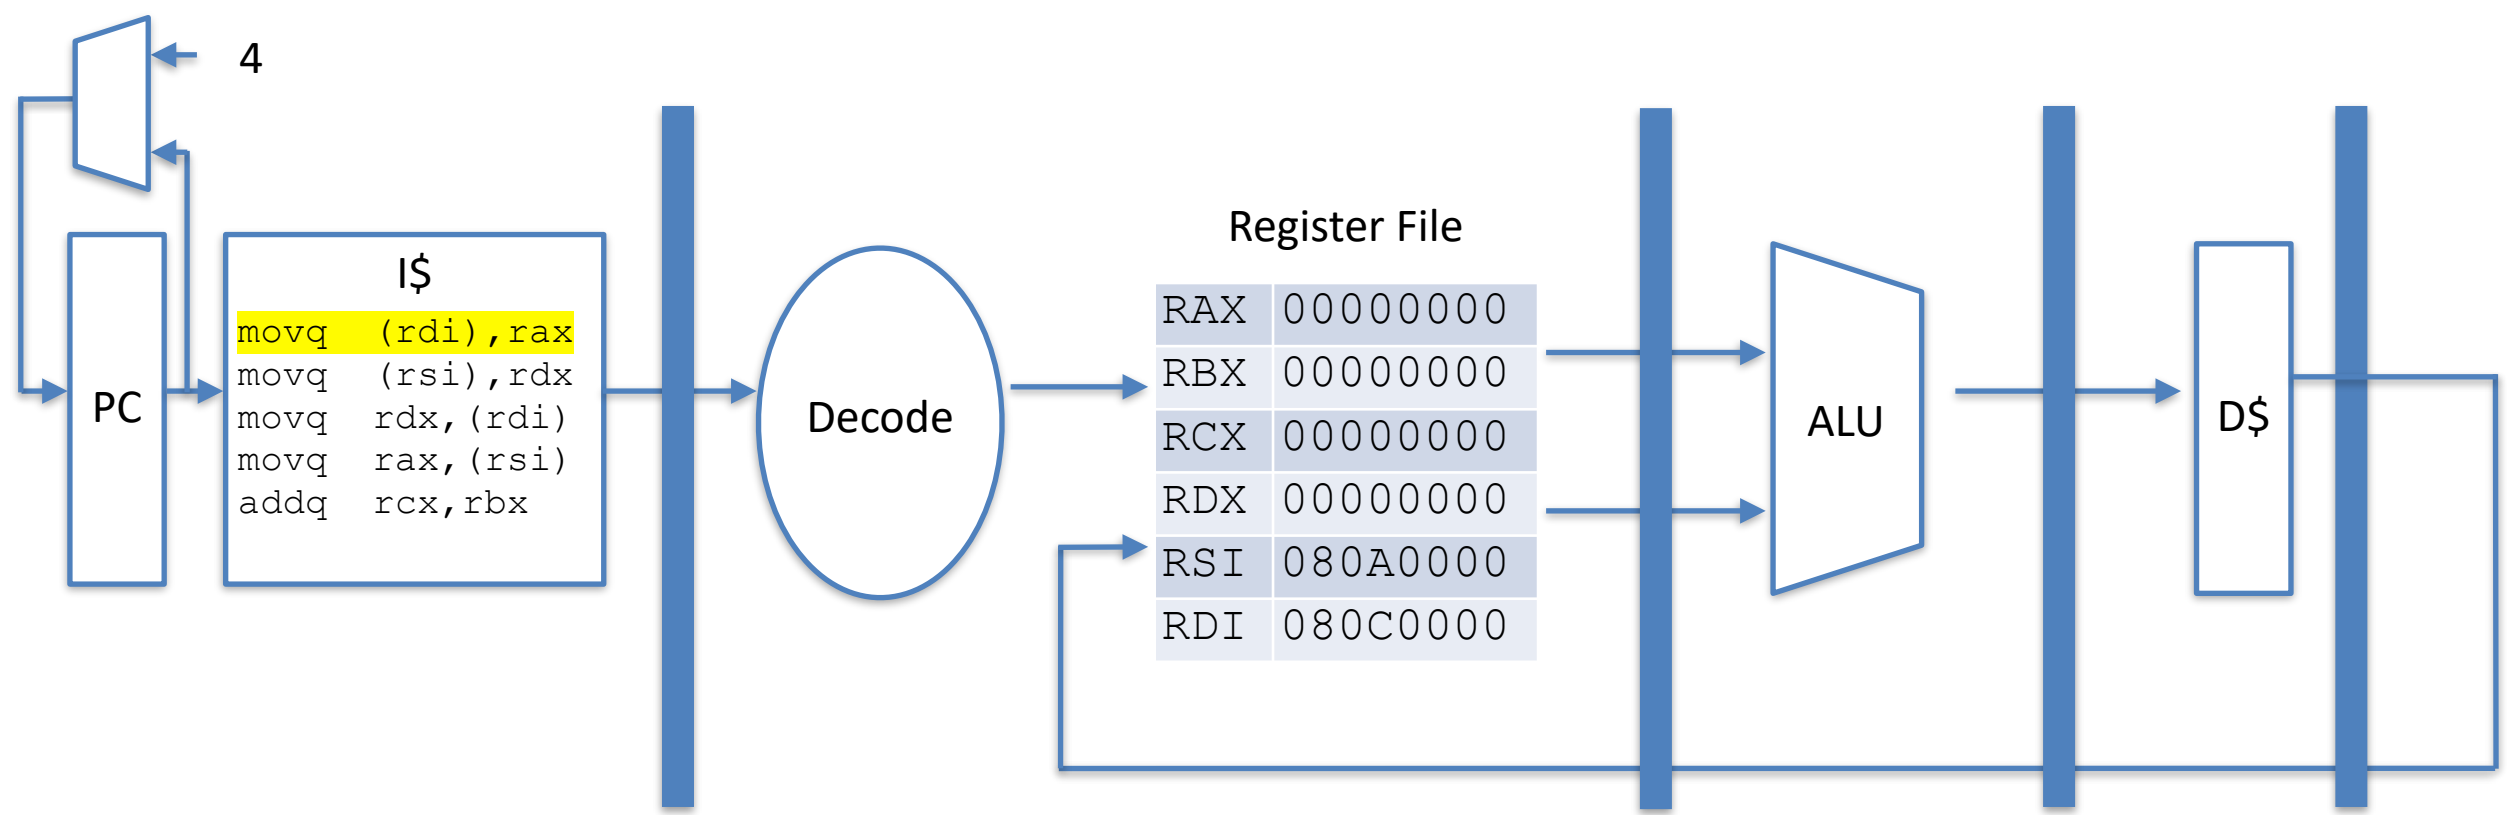 4
PC
I$
movq (rdi),rax
movq (rsi),rdx
movq rdx,(rdi)
movq rax,(rsi)
addq rcx,rbx
Decode
Register File
RAX 00000000
RBX 00000000
RCX 00000000
RDX 00000000
RSI 080A0000
RDI 080C0000
ALU
D$